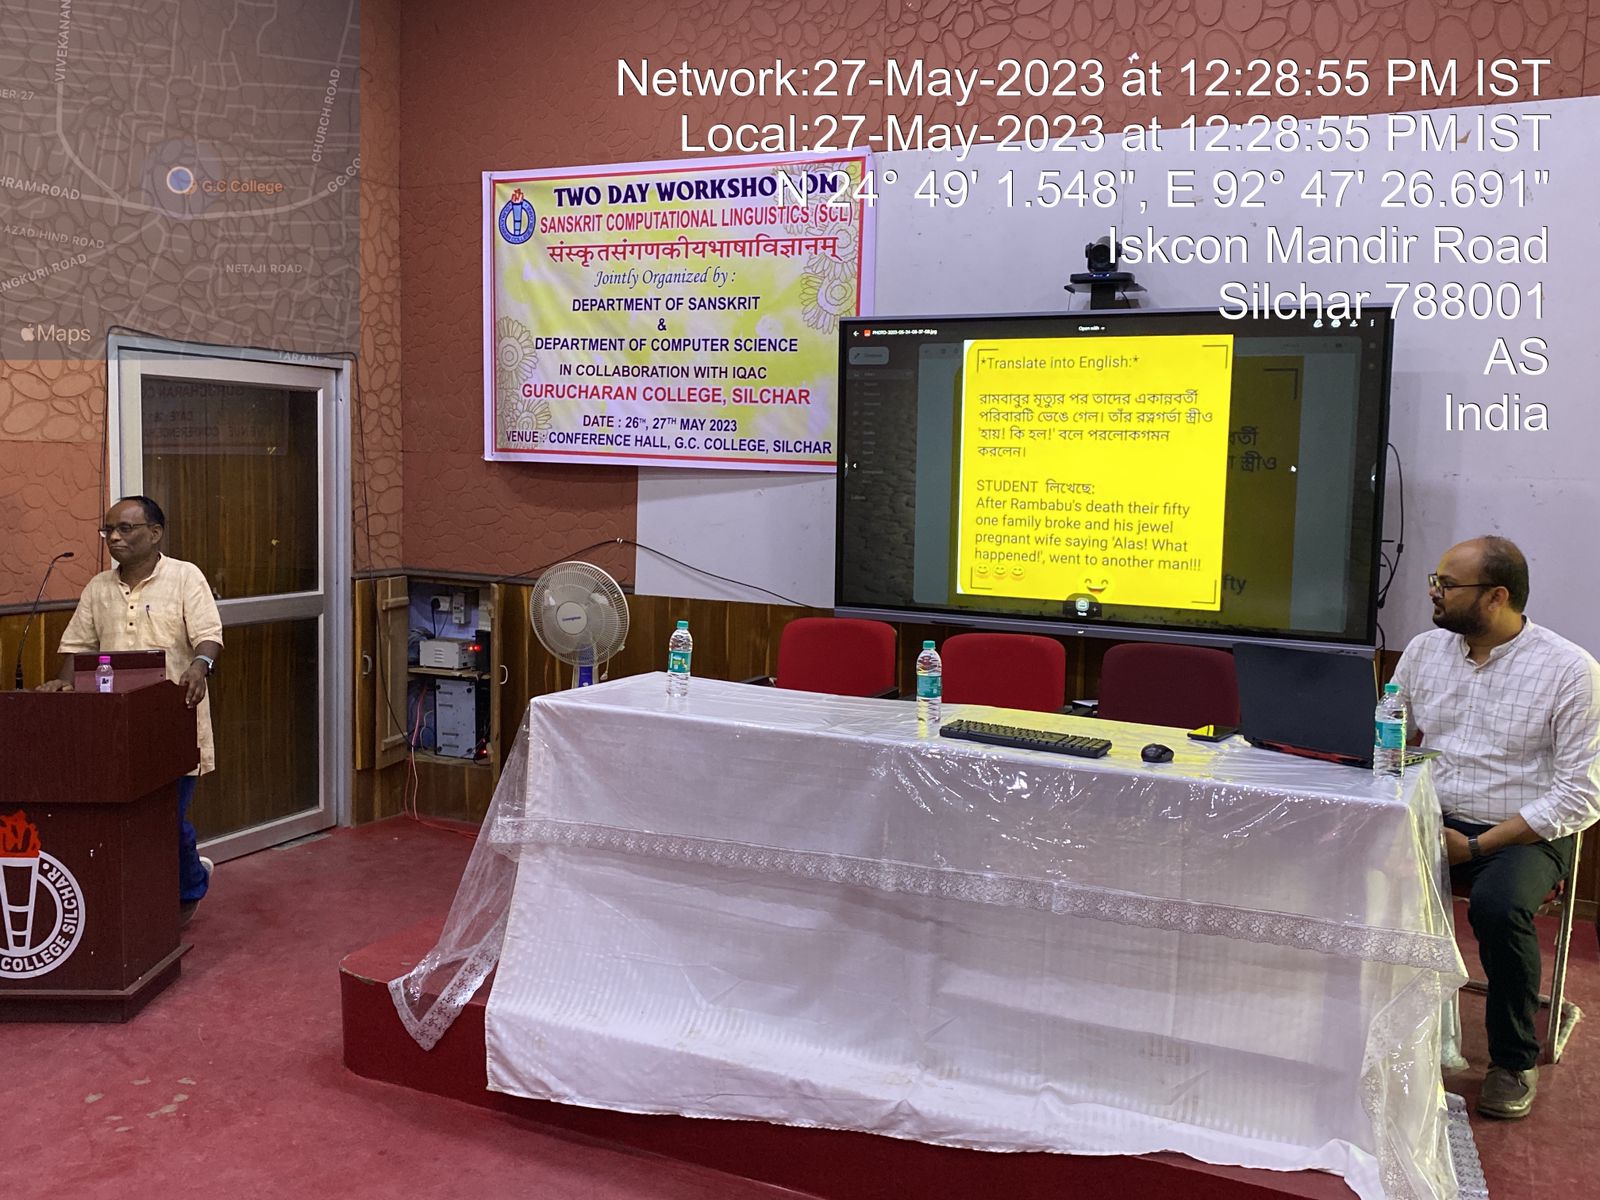 Network:27-May-2023 at 12:28:55 PM IST
Local:27-May-2023 at 12:28:55 PM IST
N 24° 49' 1.548", E 92° 47' 26.691"
Iskcon Mandir Road
Silchar 788001
AS
India
CHURCH ROAD
G.C.College
AZAD HIND ROAD
NETAJI ROAD
Maps
TWO DAY WORKSHO ON
SANSKRIT COMPUTATIONAL LINGUISTICS (SCL)
संस्कृतसंगणकीयभाषाविज्ञानम्
Jointly Organized by :
DEPARTMENT OF SANSKRIT
&
DEPARTMENT OF COMPUTER SCIENCE
IN COLLABORATION WITH IQAC
GURUCHARAN COLLEGE, SILCHAR
DATE : 26TH, 27TH MAY 2023
VENUE : CONFERENCE HALL, G.C. COLLEGE, SILCHAR
Open with
*Translate into English:*
রামবাবুর মৃত্যুর পর তাদের একান্নবর্তী
পরিবারটি ভেঙে গেল। তাঁর রত্নগর্ভা স্ত্রীও
'হায়! কি হল!' বলে পরলোকগমন
করলেন।
STUDENT লিখেছে:
After Rambabu's death their fifty
one family broke and his jewel
pregnant wife saying 'Alas! What
happened!', went to another man!!!
COLLEGE SILCHAR